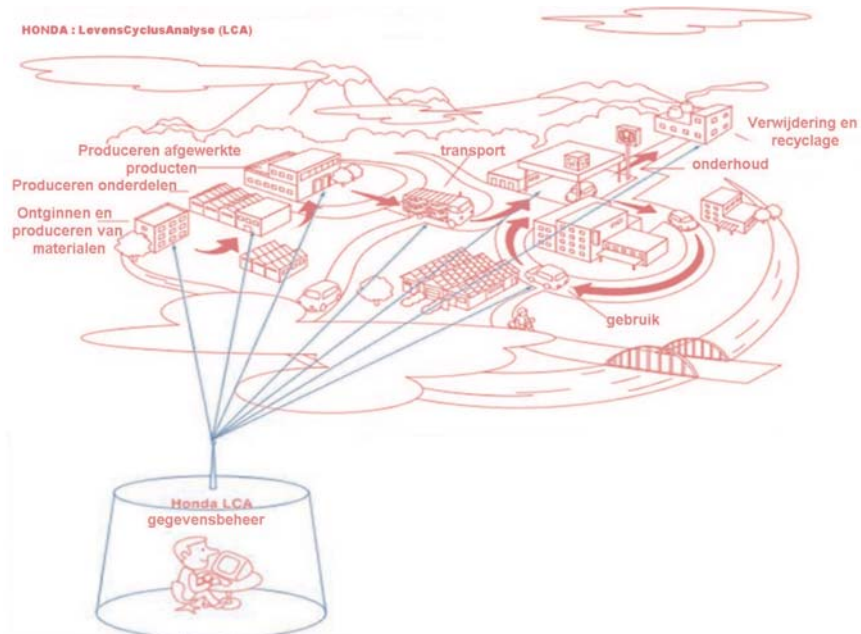 HONDA : LevensCyclusAnalyse (LCA)
Produceren afgewerkte
producten
Produceren onderdelen
Ontginnen en
produceren van
materialen
transport
Verwijdering en
recyclage
onderhoud
gebruik
Honda LCA
gegevensbeheer